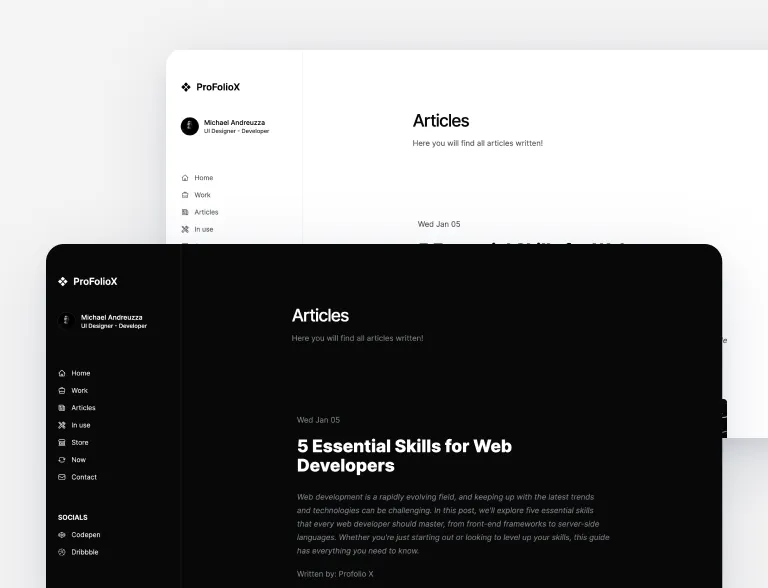 ProFolioX
Michael Andreuzza
UI Designer - Developer
Home
Work
Articles
In use
Articles
Here you will find all articles written!
Wed Jan 05
5 Essential Skills for Web
ProFolioX
Michael Andreuzza
UI Designer - Developer
Home
Work
Articles
In use
Store
Now
Contact
SOCIALS
Codepen
Dribbble
Articles
Here you will find all articles written!
Wed Jan 05
5 Essential Skills for Web
Developers
Web development is a rapidly evolving field, and keeping up with the latest trends
and technologies can be challenging. In this post, we'll explore five essential skills
that every web developer should master, from front-end frameworks to server-side
languages. Whether you're just starting out or looking to level up your skills, this guide
has everything you need to know.
Written by: Profolio X